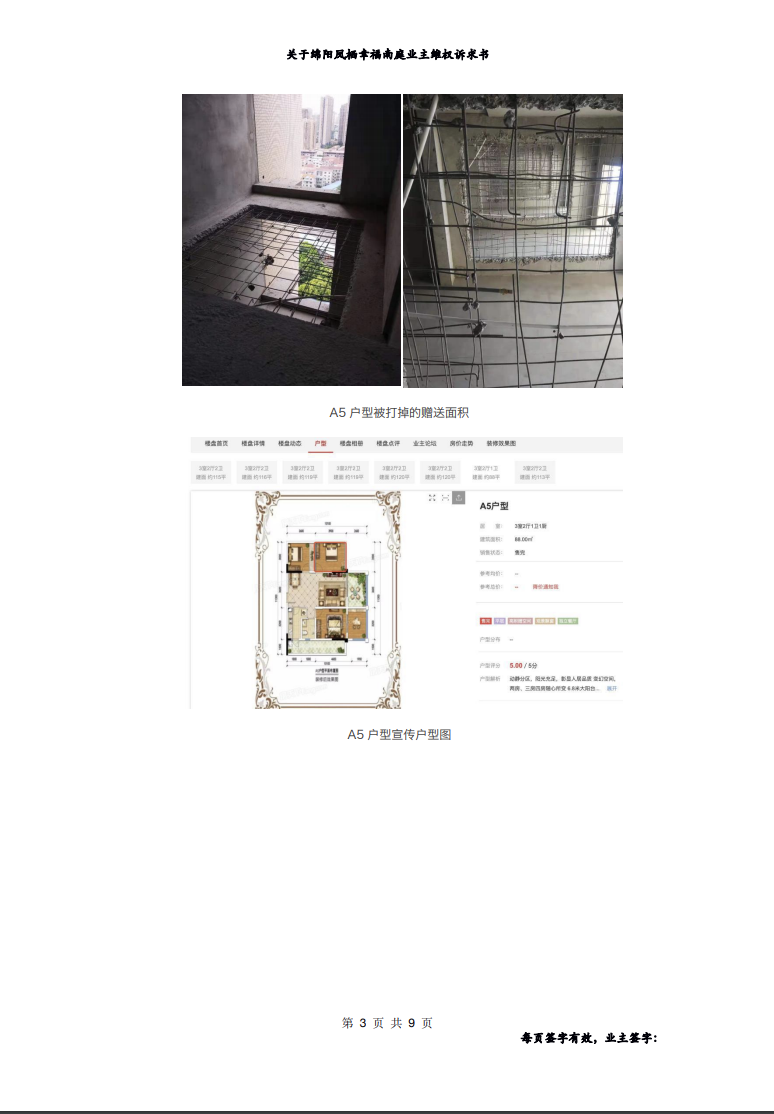 关于绵阳凤栖幸福南庭业主维权诉求书
A5 户型被打掉的赠送面积
楼盘首页 楼盘详情 楼盘动态 户型 楼盘相册 楼盘点评 业主论坛 房价走势 装修效果图
3室2厅2卫 3室2厅2卫 3室2厅2卫 3室2厅2卫 3室2厅2卫 3室2厅2卫 3室2厅1卫 3室2厅2卫
建面 约115平 建面 约116平 建面 约119平 建面 约118平 建面 约120平 建面 约120平 建面 约88平 建面 约113平
A5户型
居 室: 3室2厅1卫1厨
建筑面积: 88.00㎡
销售状态: 售完
参考均价: --
参考总价: -- 降价通知我
户型分布 --
户型评分 5.00 / 5分
户型解析 动静分区，阳光充足，彰显人居品质 变幻空间，
两房、三房四房随心所变 6.6米大阳台... 展开
A5 户型宣传户型图
第 3 页 共 9 页
每页签字有效，业主签字：